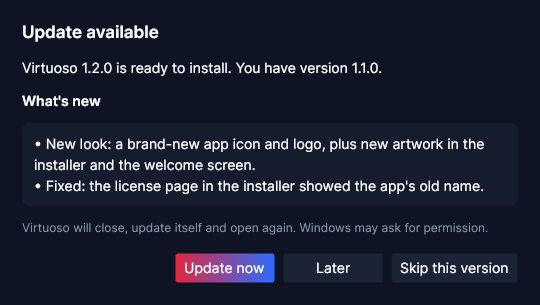 Update available
Virtuoso 1.2.0 is ready to install. You have version 1.1.0.
What's new
• New look: a brand-new app icon and logo, plus new artwork in the
installer and the welcome screen.
• Fixed: the license page in the installer showed the app's old name.
Virtuoso will close, update itself and open again. Windows may ask for permission.
Update now
Later
Skip this version